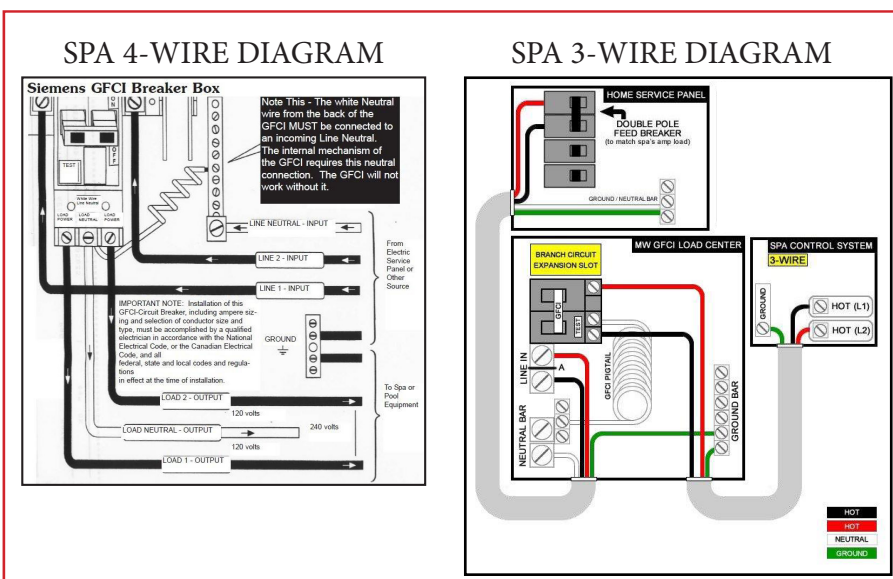 SPA 4-WIRE DIAGRAM
Siemens GFCI Breaker Box
ON
OFF
TEST
White Wire
Line Neutral
LOAD
POWER
LOAD
NEUTRAL
LOAD
POWER
Note This - The white Neutral
wire from the back of the
GFCI MUST be connected to
an incoming Line Neutral.
The internal mechanism of
the GFCI requires this neutral
connection. The GFCI will not
work without it.
LINE NEUTRAL - INPUT
LINE 2 - INPUT
LINE 1 - INPUT
From
Electric
Service
Panel or
Other
Source
IMPORTANT NOTE: Installation of this
GFCI-Circuit Breaker, including ampere siz-
ing and selection of conductor size and
type, must be accomplished by a qualified
electrician in accordance with the National
Electrical Code, or the Canadian Electrical
Code, and all
federal, state and local codes and regula-
tions
in effect at the time of installation.
GROUND
To Spa or
Pool
Equipment
LOAD 2 - OUTPUT
120 volts
LOAD NEUTRAL - OUTPUT
240 volts
120 volts
LOAD 1 - OUTPUT
SPA 3-WIRE DIAGRAM
HOME SERVICE PANEL
DOUBLE POLE
FEED BREAKER
(to match spa's amp load)
GROUND / NEUTRAL BAR
MW GFCI LOAD CENTER
BRANCH CIRCUIT
EXPANSION SLOT
GFCI
TEST
LINE IN
A
GFCI PIGTAIL
NEUTRAL BAR
GROUND BAR
SPA CONTROL SYSTEM
3-WIRE
GROUND
HOT (L1)
HOT (L2)
HOT
HOT
NEUTRAL
GROUND